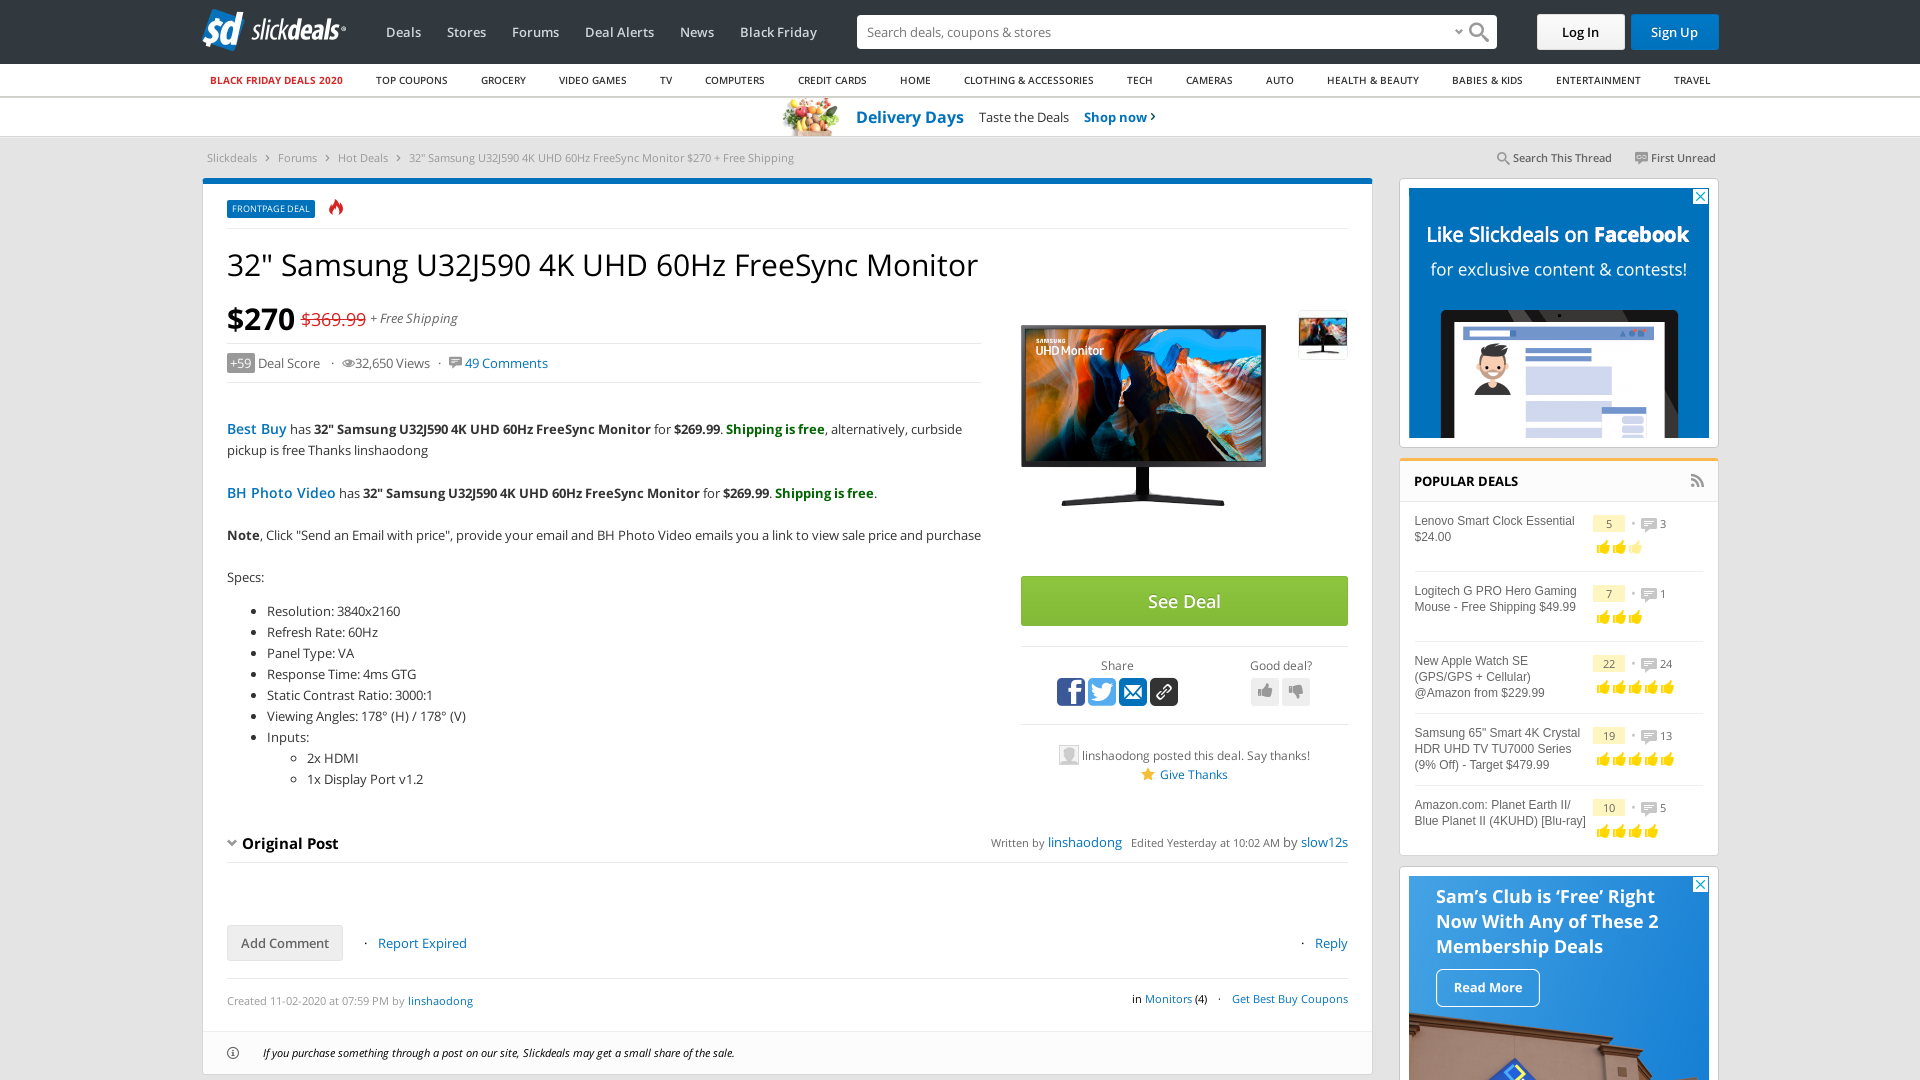 sd slickdeals
Deals
Stores
Forums
Deal Alerts
News
Black Friday
Search deals, coupons & shops
Log In
Sign Up
BLACK FRIDAY DEALS 2020
TOP COUPONS
GROCERY
VIDEO GAMES
TV
COMPUTERS
CREDIT CARDS
HOME
CLOTHING & ACCESSORIES
TECH
CAMERAS
AUTO
HEALTH & BEAUTY
BABIES & KIDS
ENTERTAINMENT
TRAVEL
Delivery Days Taste the Deals Shop now
Slickdeals > Forums > Hot Deals > 32" Samsung U32J590 4K UHD 60Hz FreeSync Monitor $270 + Free Shipping
Search This Thread
First Unread
FRONTPAGE DEAL
32" Samsung U32J590 4K UHD 60Hz FreeSync Monitor
$270 $369.99 + Free Shipping
+59 Deal Score · 32,650 Views · 49 Comments
Best Buy has 32" Samsung U32J590 4K UHD 60Hz FreeSync Monitor for $269.99. Shipping is free, alternatively, curbside
pickup is free Thanks linshaodong
BH Photo Video has 32" Samsung U32J590 4K UHD 60Hz FreeSync Monitor for $269.99. Shipping is free.
Note, Click "Send an Email with price", provide your email and BH Photo Video emails you a link to view sale price and purchase
Specs:
• Resolution: 3840x2160
• Refresh Rate: 60Hz
• Panel Type: VA
• Response Time: 4ms GTG
• Static Contrast Ratio: 3000:1
• Viewing Angles: 178° (H) / 178° (V)
• Inputs:
◦ 2x HDMI
◦ 1x Display Port v1.2
SAMSUNG
UHD Monitor
See Deal
Share
Good deal?
linshaodong posted this deal. Say thanks!
Give Thanks
Original Post
Written by linshaodong Edited Yesterday at 10:02 AM by slow12s
Add Comment · Report Expired
· Reply
Created 11-02-2020 at 07:59 PM by linshaodong
in Monitors (4) · Get Best Buy Coupons
If you purchase something through a post on our site, Slickdeals may get a small share of the sale.
Like Slickdeals on Facebook
for exclusive content & contests!
POPULAR DEALS
Lenovo Smart Clock Essential
$24.00
5 • 3
Logitech G PRO Hero Gaming
Mouse - Free Shipping $49.99
7 • 1
New Apple Watch SE
(GPS/GPS + Cellular)
@Amazon from $229.99
22 • 24
Samsung 65" Smart 4K Crystal
HDR UHD TV TU7000 Series
(9% Off) - Target $479.99
19 • 13
Amazon.com: Planet Earth II/
Blue Planet II (4KUHD) [Blu-ray]
10 • 5
Sam's Club is 'Free' Right
Now With Any of These 2
Membership Deals
Read More